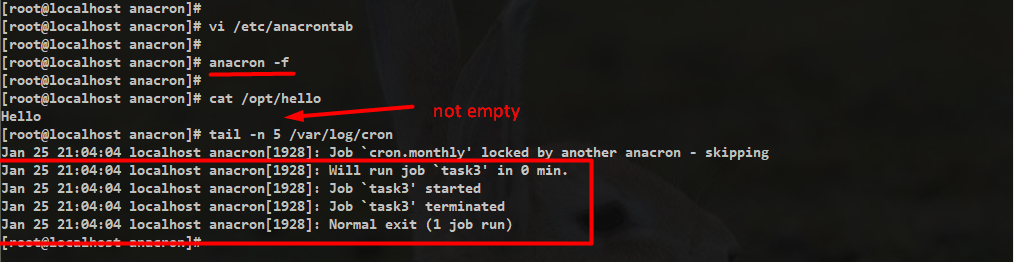 [root@localhost anacron]#
[root@localhost anacron]# vi /etc/anacrontab
[root@localhost anacron]#
[root@localhost anacron]# anacron -f
[root@localhost anacron]#
[root@localhost anacron]# cat /opt/hello
Hello
not empty
[root@localhost anacron]# tail -n 5 /var/log/cron
Jan 25 21:04:04 localhost anacron[1928]: Job `cron.monthly' locked by another anacron - skipping
Jan 25 21:04:04 localhost anacron[1928]: Will run job `task3' in 0 min.
Jan 25 21:04:04 localhost anacron[1928]: Job `task3' started
Jan 25 21:04:04 localhost anacron[1928]: Job `task3' terminated
Jan 25 21:04:04 localhost anacron[1928]: Normal exit (1 job run)
[root@localhost anacron]#